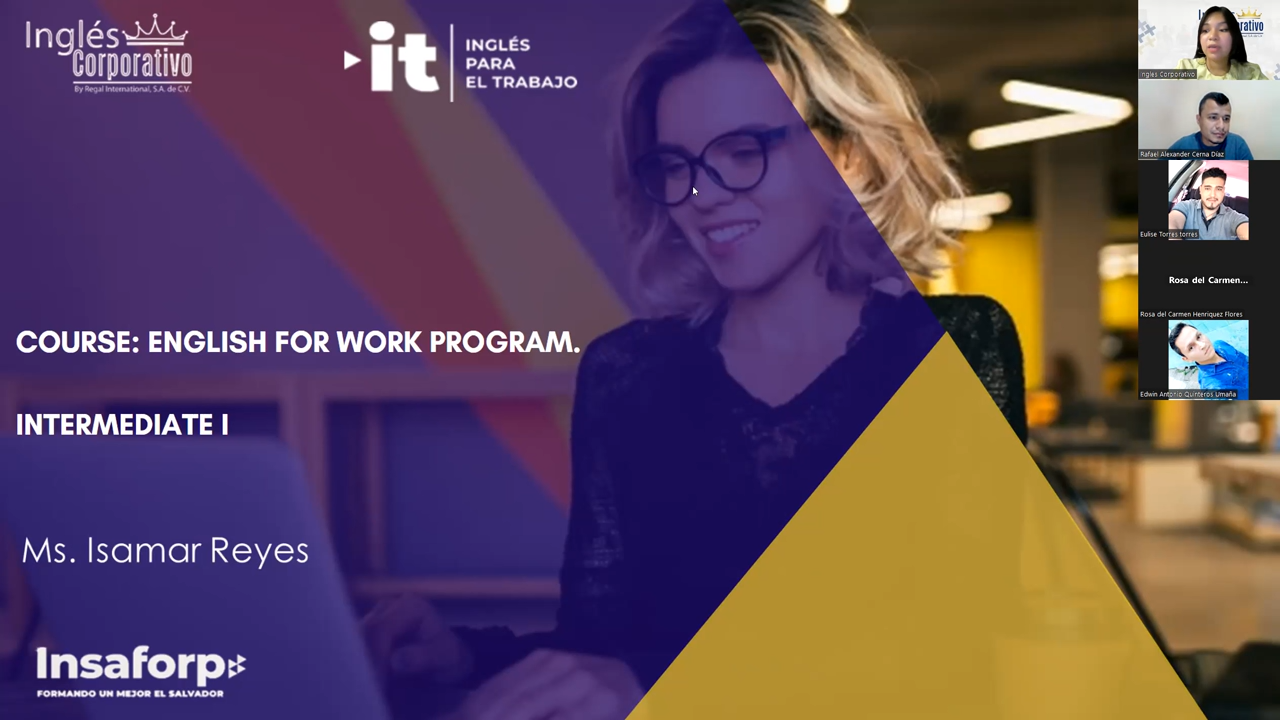 Inglés
Corporativo
By Regal International, S.A. de C.V.
it
INGLÉS
PARA
EL TRABAJO
COURSE: ENGLISH FOR WORK PROGRAM.
INTERMEDIATE I
Ms. Isamar Reyes
Insaforp
FORMANDO UN MEJOR EL SALVADOR
Inglés Corporativo
Rafael Alexander Cerna Díaz
Eulise Torres torres
Rosa del Carmen...
Rosa del Carmen Henriquez Flores
Edwin Antonio Quinteros Umaña